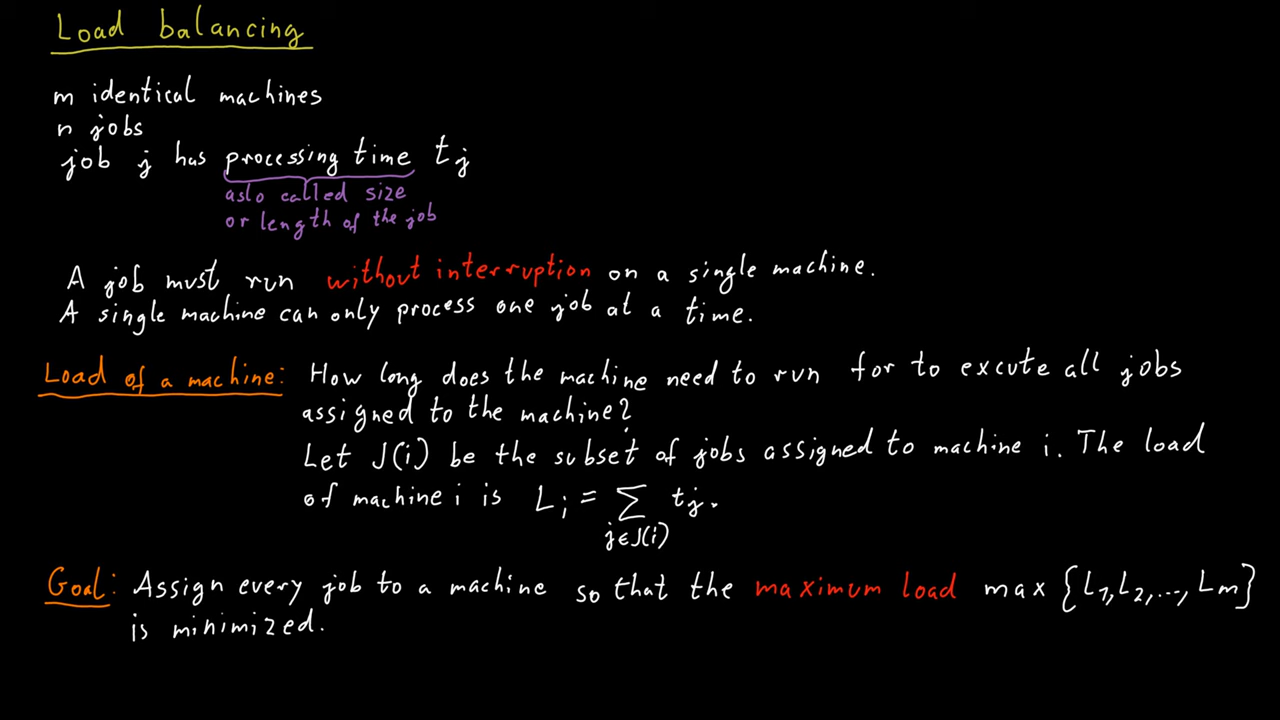 Load balancing
m identical machines
n jobs
job j has processing time tj
aslo called size
or length of the job
A job must run without interruption on a single machine.
A single machine can only process one job at a time.
Load of a machine: How long does the machine need to run for to excute all jobs
assigned to the machine?
Let J(i) be the subset of jobs assigned to machine i. The load
of machine i is Li = ∑ tj.
j∈J(i)
Goal: Assign every job to a machine so that the maximum load max {L1, L2, ..., Lm}
is minimized.